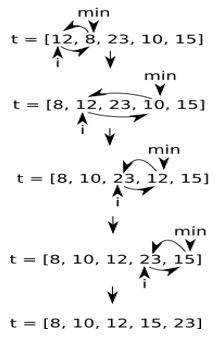 min
t = [12, 8, 23, 10, 15]
i
min
t = [8, 12, 23, 10, 15]
i
min
t = [8, 10, 23, 12, 15]
i
min
t = [8, 10, 12, 23, 15]
i
t = [8, 10, 12, 15, 23]